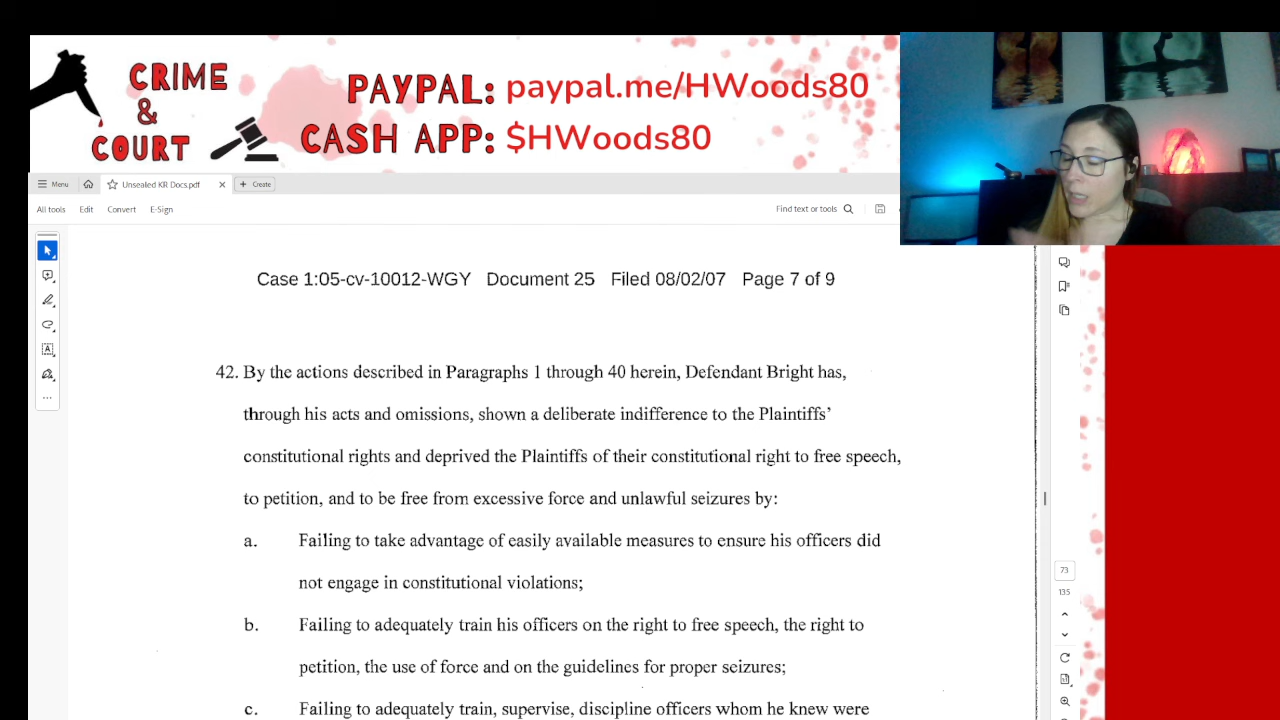 CRIME
&
COURT
PAYPAL: paypal.me/HWoods80
CASH APP: $HWoods80
Menu
Unsealed KR Docs.pdf
Create
All tools
Edit
Convert
E-Sign
Find text or tools
Case 1:05-cv-10012-WGY Document 25 Filed 08/02/07 Page 7 of 9
42. By the actions described in Paragraphs 1 through 40 herein, Defendant Bright has,
through his acts and omissions, shown a deliberate indifference to the Plaintiffs’
constitutional rights and deprived the Plaintiffs of their constitutional right to free speech,
to petition, and to be free from excessive force and unlawful seizures by:
a. Failing to take advantage of easily available measures to ensure his officers did
not engage in constitutional violations;
b. Failing to adequately train his officers on the right to free speech, the right to
petition, the use of force and on the guidelines for proper seizures;
c. Failing to adequately train, supervise, discipline officers whom he knew were
73
135